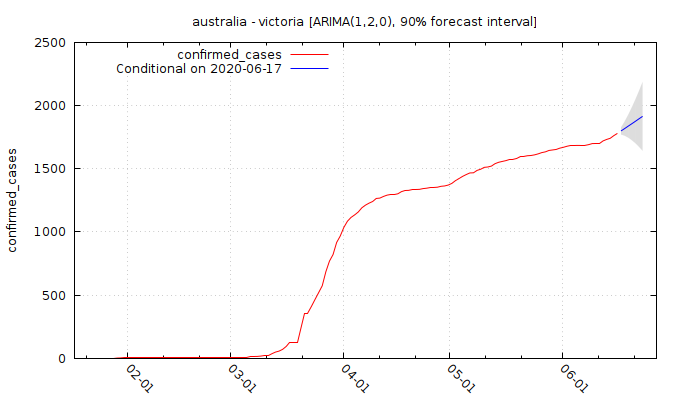 australia - victoria [ARIMA(1,2,0), 90% forecast interval]
2500
confirmed_cases
Conditional on 2020-06-17
2000
1500
confirmed_cases
1000
500
0
02-01
03-01
04-01
05-01
06-01